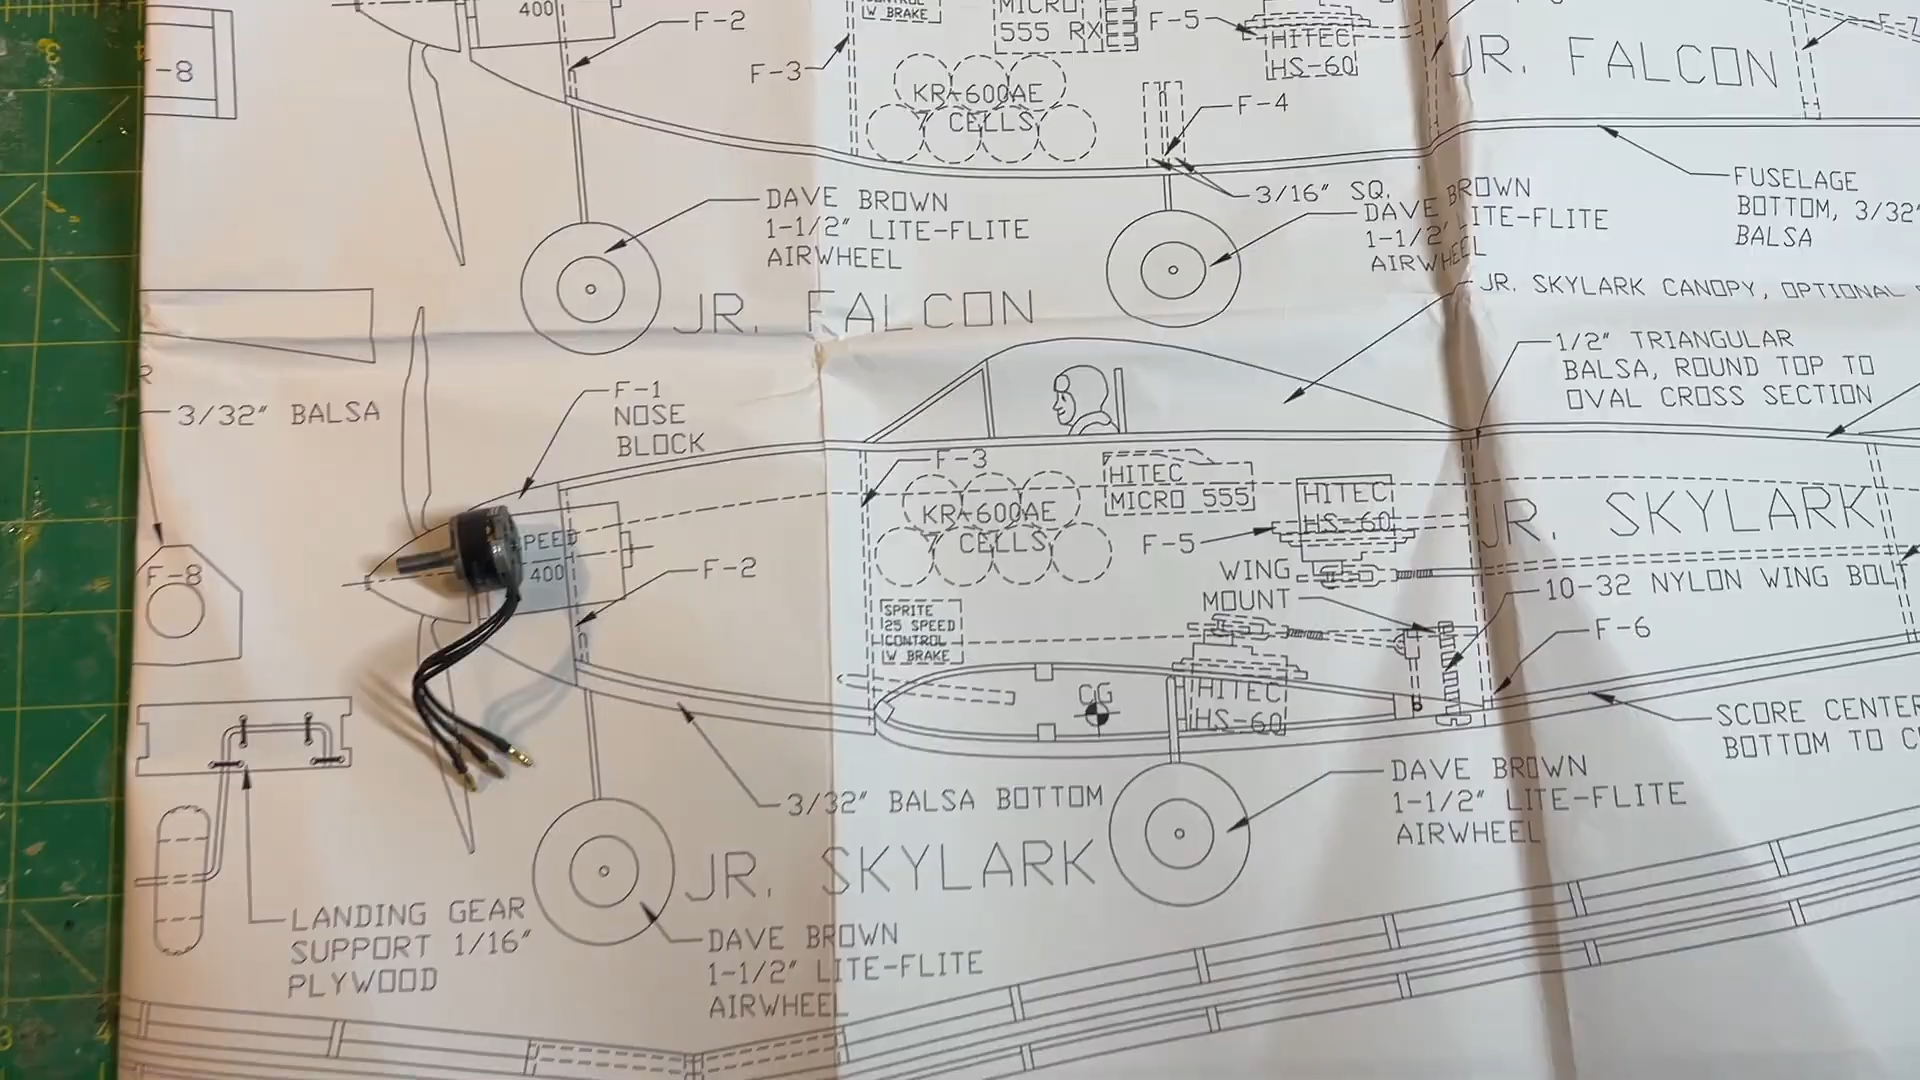 400
F-2
W BRAKE
MICRO
555 RX
F-5
HITEC
HS-60
JR. FALCON
-8
F-3
KR-600AE
7 CELLS
F-4
3/16" SQ.
DAVE BROWN
1-1/2" LITE-FLITE
AIRWHEEL
DAVE BROWN
1-1/2" LITE-FLITE
AIRWHEEL
FUSELAGE
BOTTOM, 3/32"
BALSA
JR. FALCON
JR. SKYLARK CANOPY, OPTIONAL
1/2" TRIANGULAR
BALSA, ROUND TOP TO
OVAL CROSS SECTION
3/32" BALSA
F-1
NOSE
BLOCK
F-3
KR-600AE
7 CELLS
HITEC
MICRO 555
HITEC
HS-60
F-5
JR. SKYLARK
PEED
400
F-2
F-8
WING
MOUNT
10-32 NYLON WING BOL
F-6
SPRITE
25 SPEED
CONTROL
W BRAKE
CG
HITEC
HS-60
SCORE CENTER
BOTTOM TO
3/32" BALSA BOTTOM
DAVE BROWN
1-1/2" LITE-FLITE
AIRWHEEL
JR. SKYLARK
LANDING GEAR
SUPPORT 1/16"
PLYWOOD
DAVE BROWN
1-1/2" LITE-FLITE
AIRWHEEL
3
4